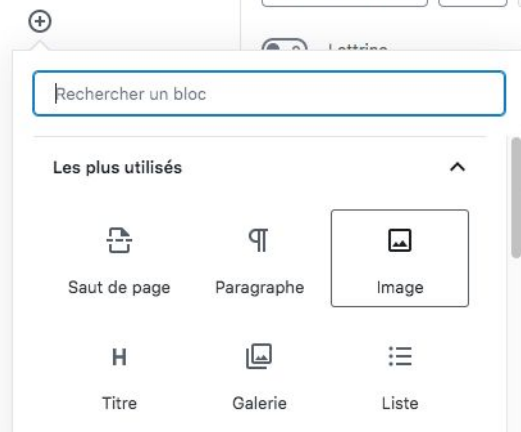 Lettrine
Rechercher un bloc
Les plus utilisés
Saut de page
Paragraphe
Image
Titre
Galerie
Liste